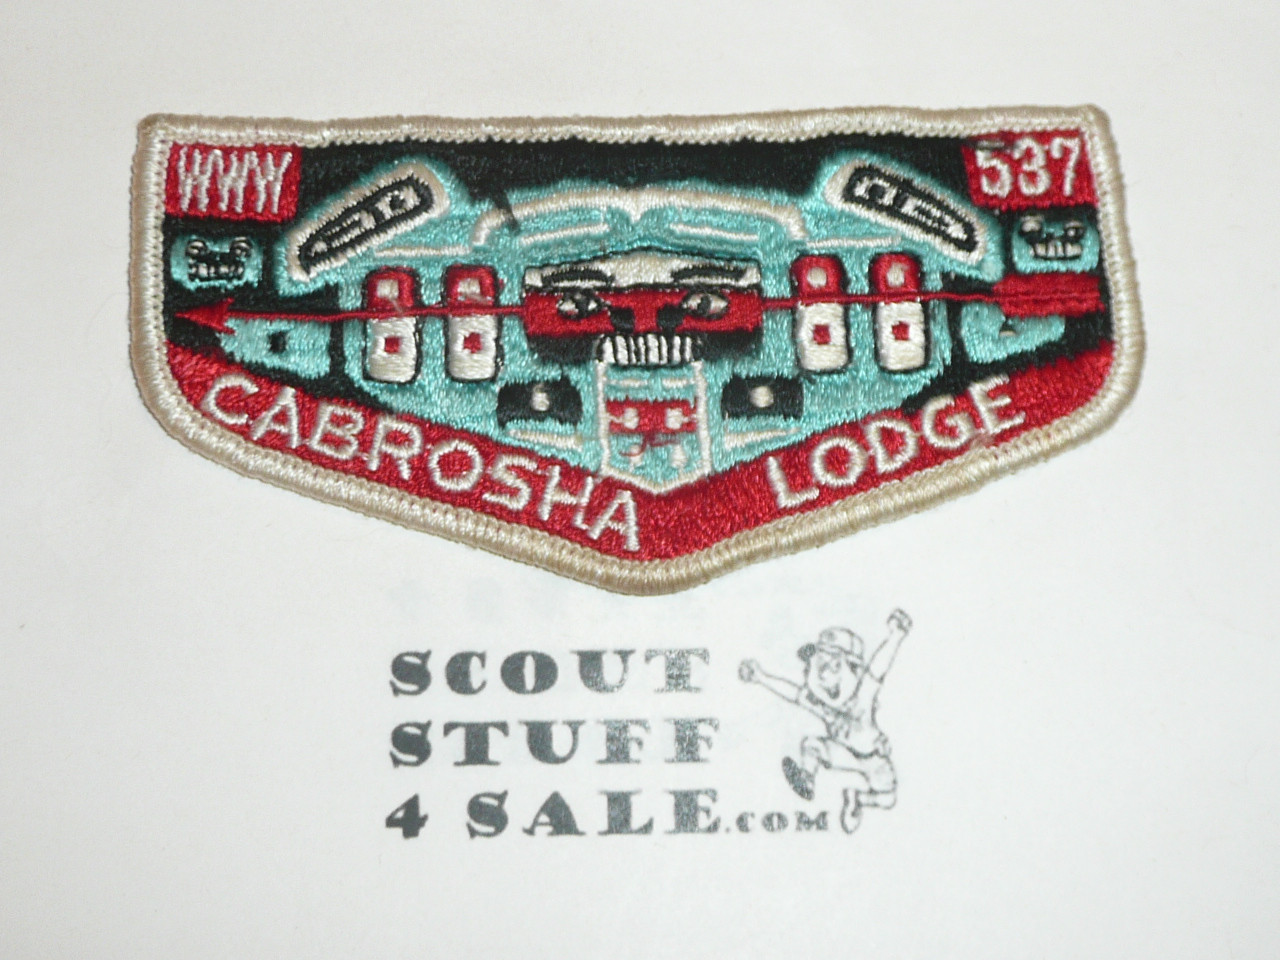 WWW 537
CABROSHA LODGE
SCOUT
STUFF
4 SALE.COM